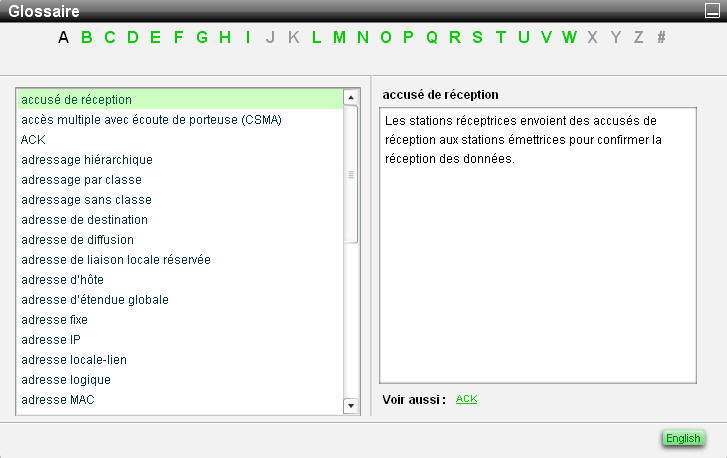 Glossaire
A B C D E F G H I J K L M N O P Q R S T U V W X Y Z #
accusé de réception
accès multiple avec écoute de porteuse (CSMA)
ACK
adressage hiérarchique
adressage par classe
adressage sans classe
adresse de destination
adresse de diffusion
adresse de liaison locale réservée
adresse d'hôte
adresse d'étendue globale
adresse fixe
adresse IP
adresse locale-lien
adresse logique
adresse MAC
accusé de réception
Les stations réceptrices envoient des accusés de
réception aux stations émettrices pour confirmer la
réception des données.
Voir aussi : ACK
English